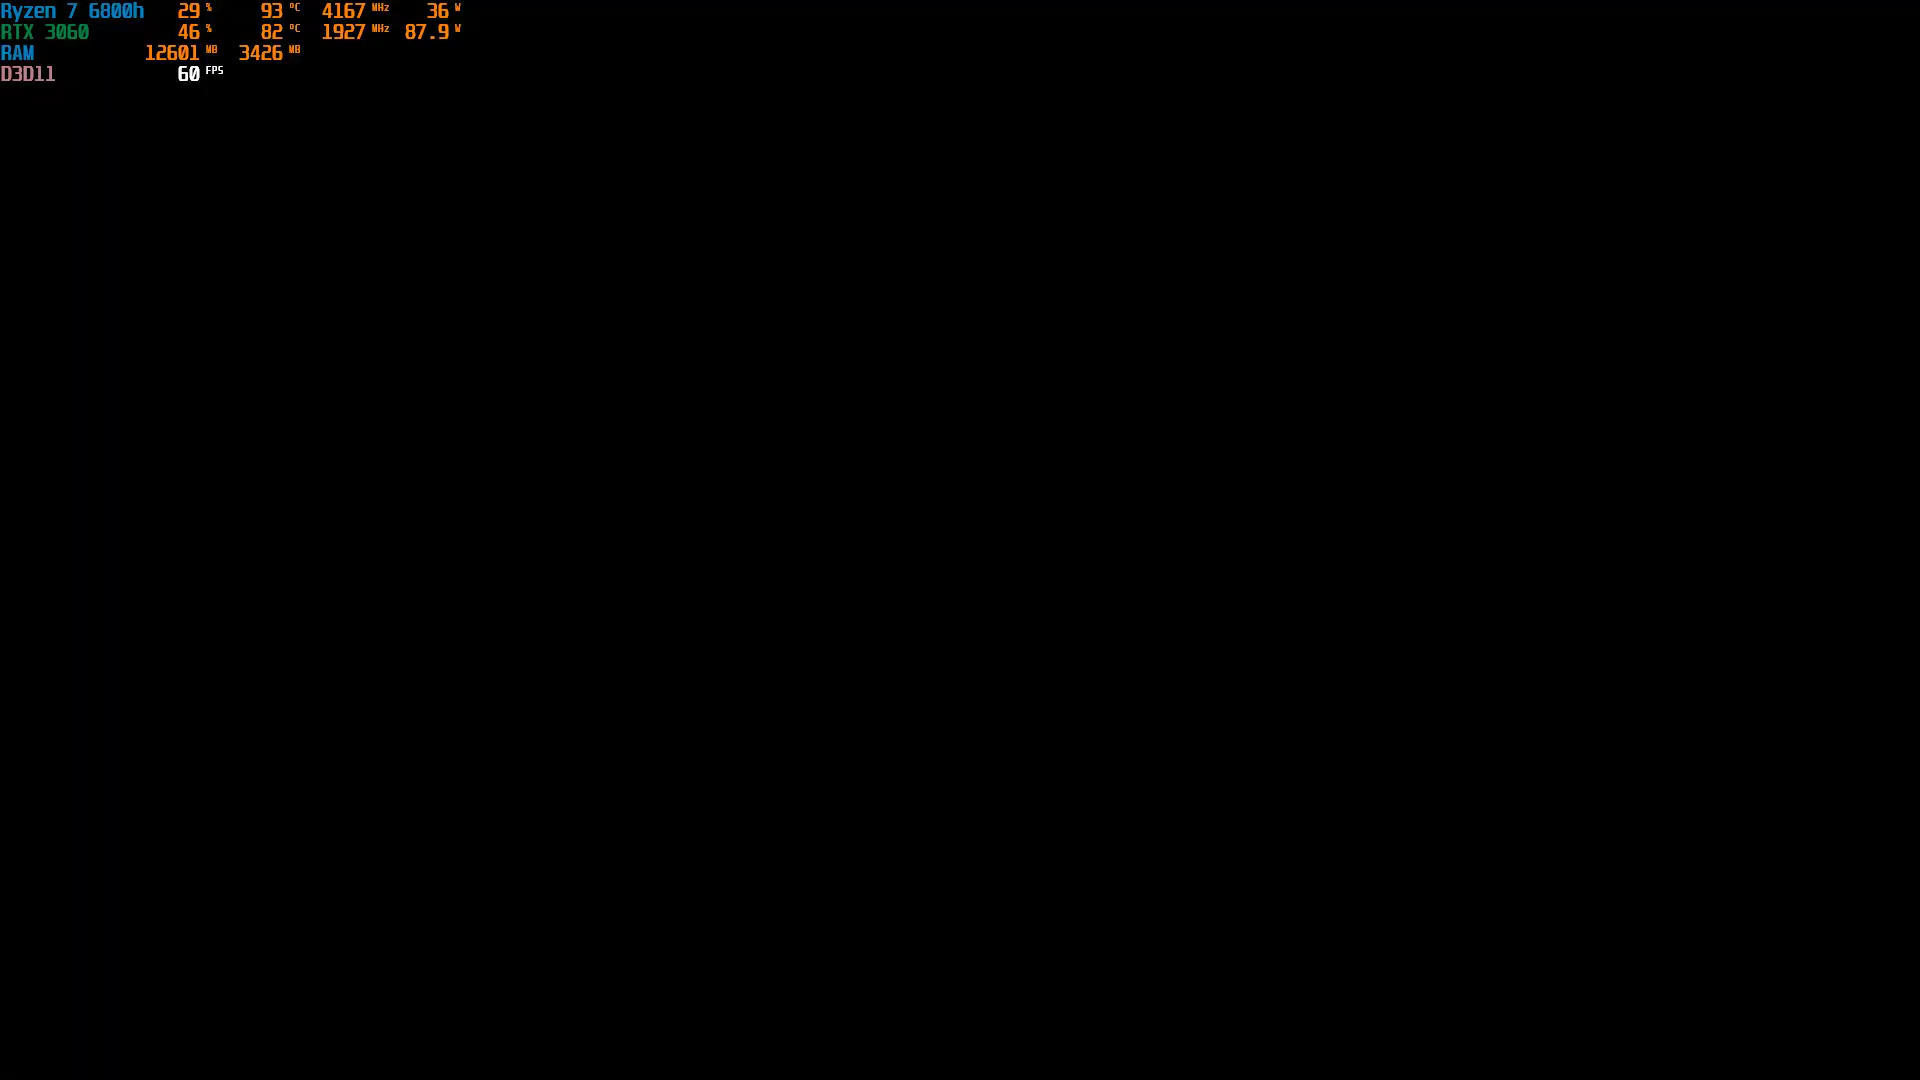 Ryzen 7 6800h 29 % 93 °C 4167 MHz 36 W
RTX 3060 46 % 82 °C 1927 MHz 87.9 W
RAM 12601 MB 3426 MB
D3D11 60 FPS